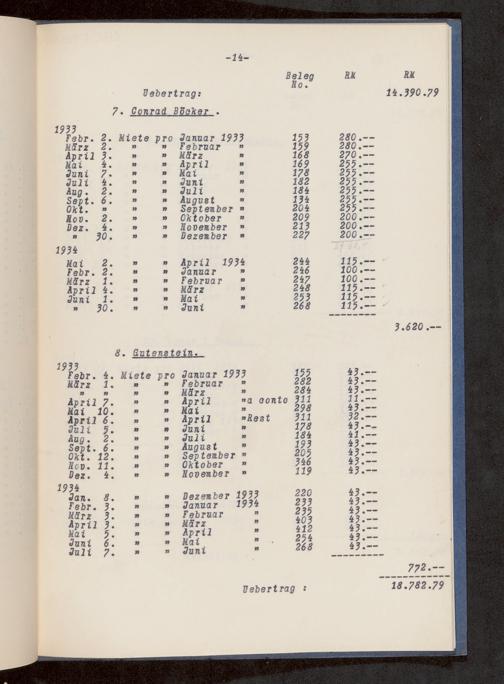 -14-
Beleg No. RM RM
Uebertrag: 14.390.79
7. Conrad Böcker .
1933
Febr. 2. Miete pro Januar 1933 153 280.--
März 2. " " Februar " 159 280.--
April 3. " " März " 168 270.--
Mai 4. " " April " 169 255.--
Juni 7. " " Mai " 178 255.--
Juli 4. " " Juni " 182 255.--
Aug. 2. " " Juli " 184 255.--
Sept. 6. " " August " 134 255.--
Okt. " " " September " 204 255.--
Nov. 2. " " Oktober " 209 200.--
Dez. 4. " " November " 213 200.--
" 30. " " Dezember " 227 200.--
1934
Mai 2. " " April 1934 244 115.--
Febr. 2. " " Januar " 246 100.--
März 1. " " Februar " 247 100.--
April 4. " " März " 248 115.--
Juni 1. " " Mai " 253 115.--
" 30. " " Juni " 268 115.--
3.620.--
8. Gutenstein.
1933
Febr. 4. Miete pro Januar 1933 155 43.--
März 1. " " Februar " 282 43.--
" " " " März " 284 43.--
April 7. " " April "a conto 311 11.--
Mai 10. " " Mai " 298 43.--
April 6. " " April "Rest 311 32.--
Juli 5. " " Juni " 178 43.--
Aug. 2. " " Juli " 184 41.--
Sept. 6. " " August " 193 43.--
Okt. 12. " " September " 205 43.--
Nov. 11. " " Oktober " 346 43.--
Dez. 4. " " November " 119 43.--
1934
Jan. 8. " " Dezember 1933 220 43.--
Febr. 3. " " Januar 1934 233 43.--
März 3. " " Februar " 235 43.--
April 3. " " März " 403 43.--
Mai 5. " " April " 412 43.--
Juni 6. " " Mai " 254 43.--
Juli 7. " " Juni " 268 43.--
772.--
Uebertrag : 18.782.79